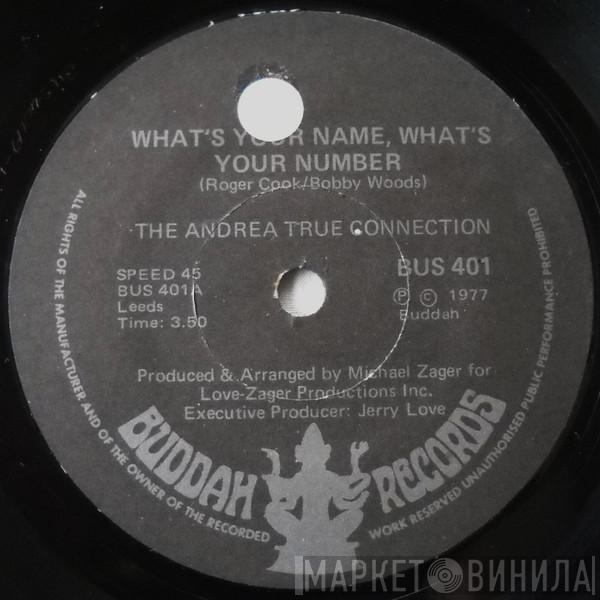 WHAT'S YOUR NAME, WHAT'S
YOUR NUMBER
(Roger Cook/Bobby Woods)
THE ANDREA TRUE CONNECTION
SPEED 45
BUS 401A
Leeds
Time: 3.50
BUS 401
Ⓟ © 1977
Buddah
Produced & Arranged by Michael Zager for
Love-Zager Productions Inc.
Executive Producer: Jerry Love
BUDDAH RECORDS
ALL RIGHTS OF THE MANUFACTURER AND OF THE OWNER OF THE RECORDED WORK RESERVED UNAUTHORISED PUBLIC PERFORMANCE PROHIBITED
МАРКЕТ ВИНИЛА